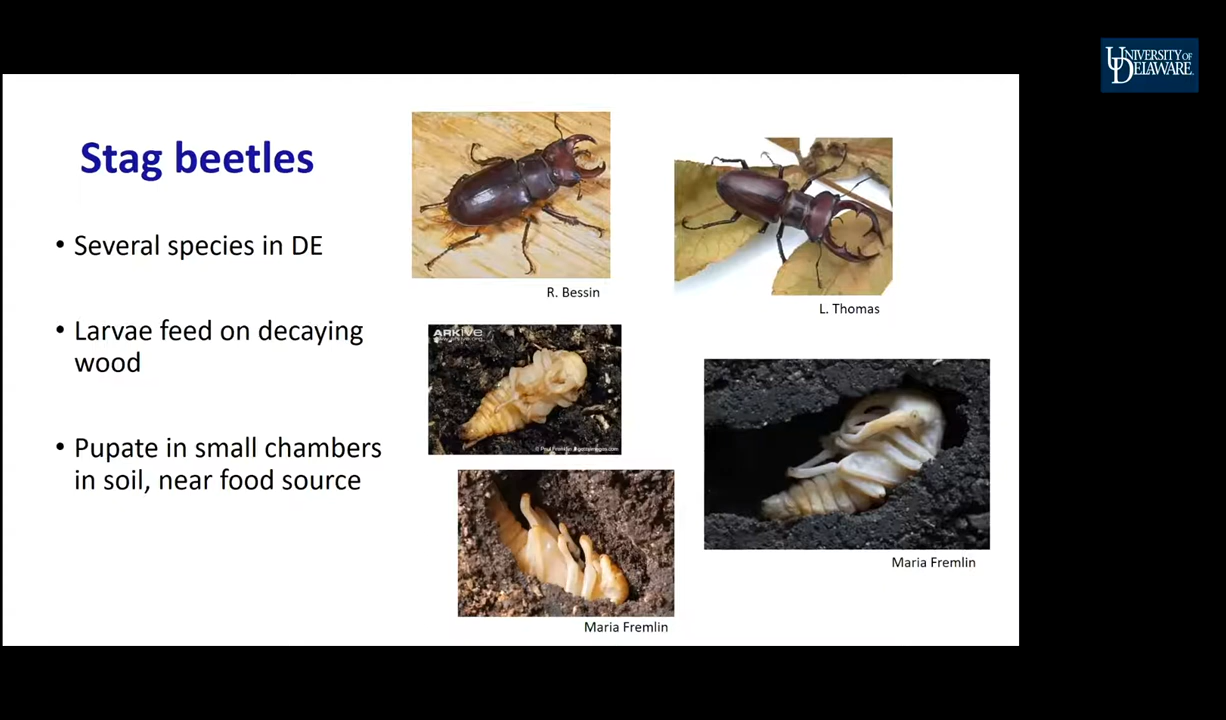 UNIVERSITY OF
DELAWARE
Stag beetles
• Several species in DE
• Larvae feed on decaying
wood
• Pupate in small chambers
in soil, near food source
R. Bessin
L. Thomas
ARKIVE
Maria Fremlin
Maria Fremlin